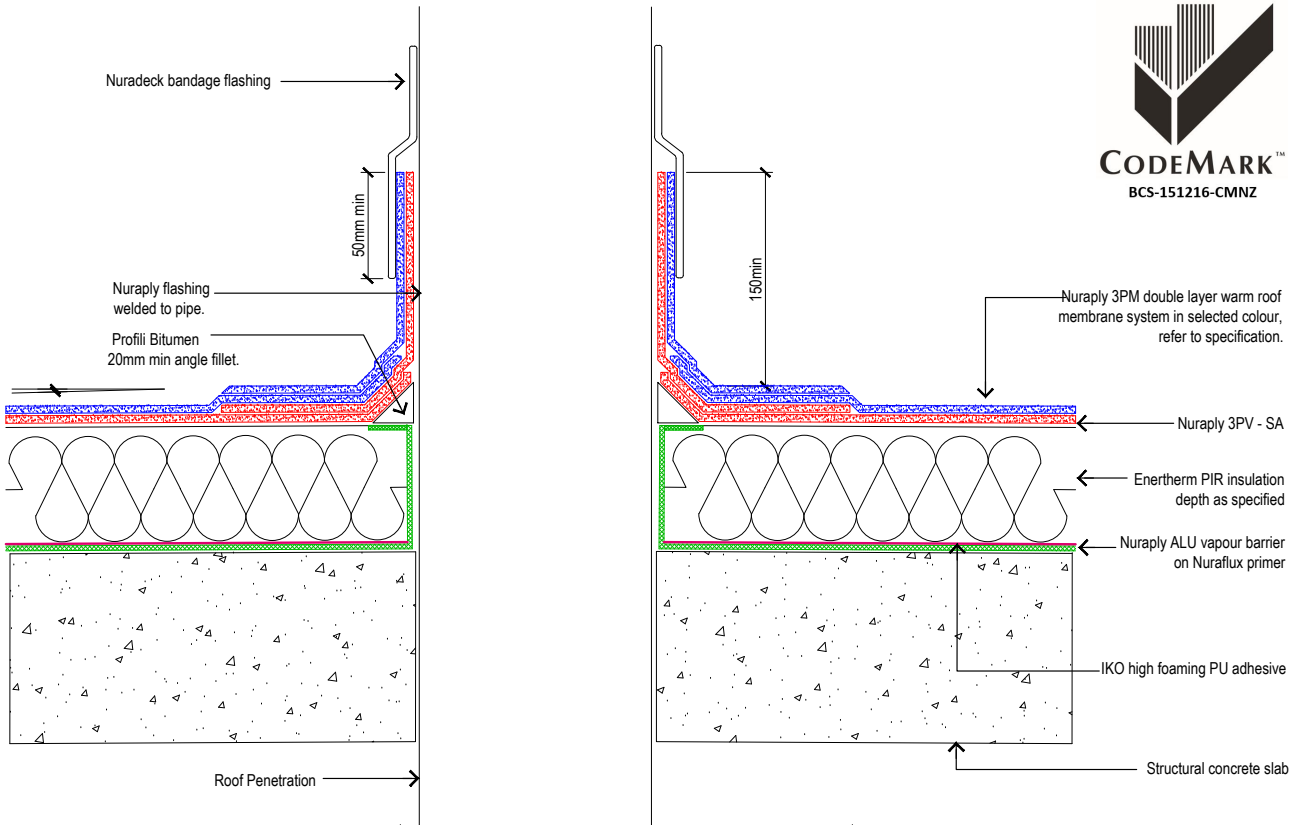 Nuradeck bandage flashing
50mm min
Nuraply flashing
welded to pipe.
Profili Bitumen
20mm min angle fillet.
Roof Penetration
150min
CODEMARK™
BCS-151216-CMNZ
Nuraply 3PM double layer warm roof
membrane system in selected colour,
refer to specification.
Nuraply 3PV - SA
Enertherm PIR insulation
depth as specified
Nuraply ALU vapour barrier
on Nuraflux primer
IKO high foaming PU adhesive
Structural concrete slab